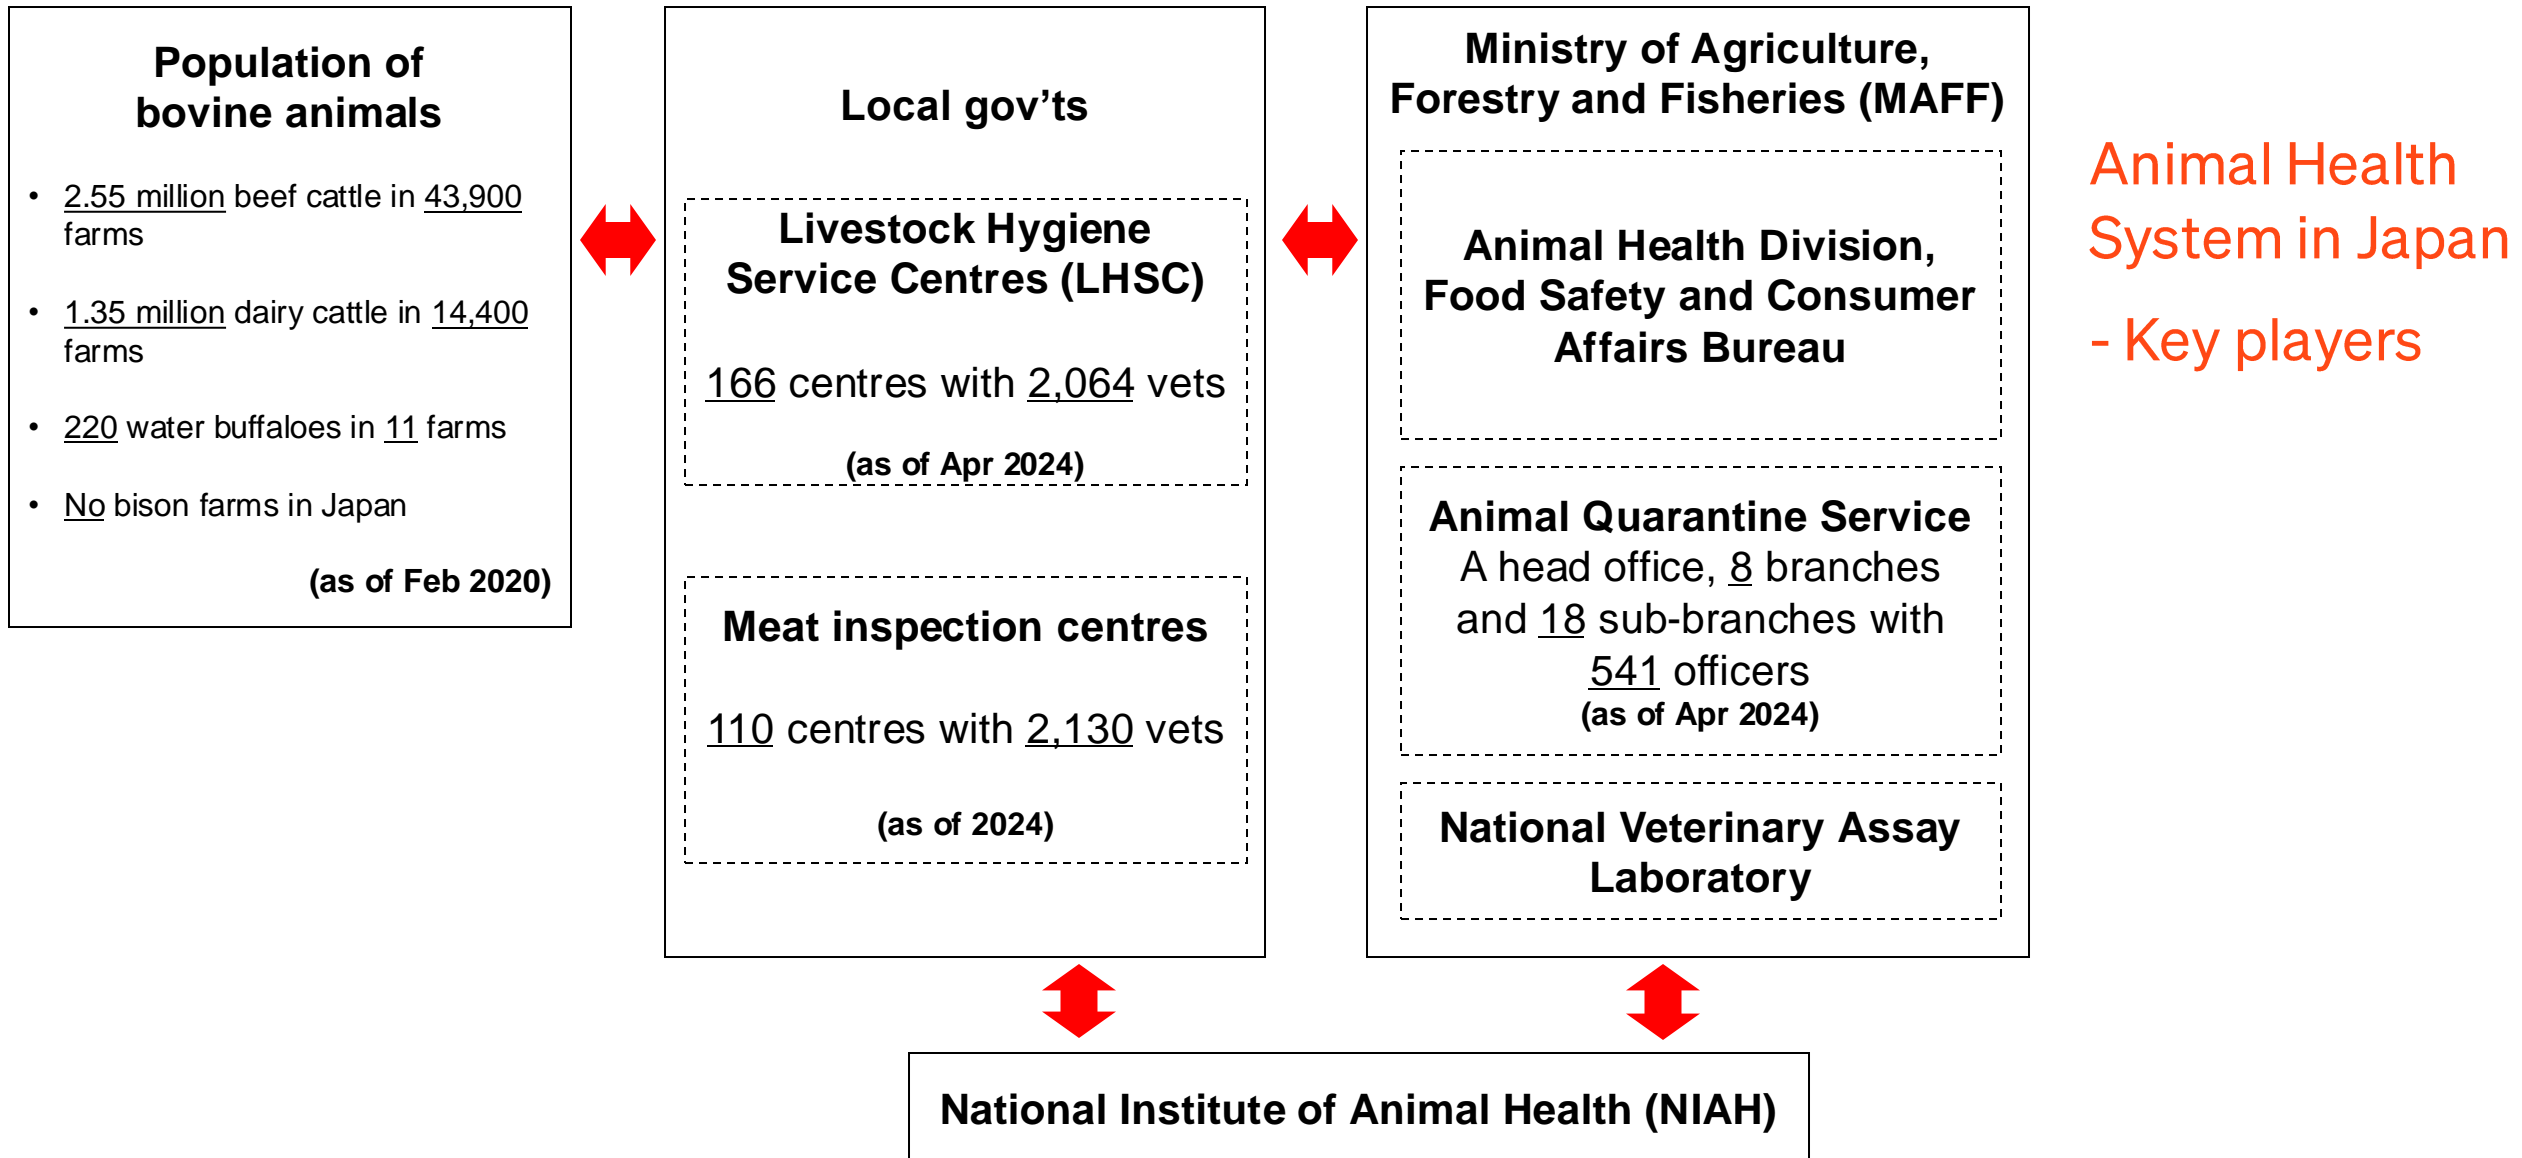 Population of
bovine animals
• 2.55 million beef cattle in 43,900
farms
• 1.35 million dairy cattle in 14,400
farms
• 220 water buffaloes in 11 farms
• No bison farms in Japan
(as of Feb 2020)
Local gov’ts
Livestock Hygiene
Service Centres (LHSC)
166 centres with 2,064 vets
(as of Apr 2024)
Meat inspection centres
110 centres with 2,130 vets
(as of 2024)
Ministry of Agriculture,
Forestry and Fisheries (MAFF)
Animal Health Division,
Food Safety and Consumer
Affairs Bureau
Animal Quarantine Service
A head office, 8 branches
and 18 sub-branches with
541 officers
(as of Apr 2024)
National Veterinary Assay
Laboratory
National Institute of Animal Health (NIAH)
Animal Health
System in Japan
- Key players